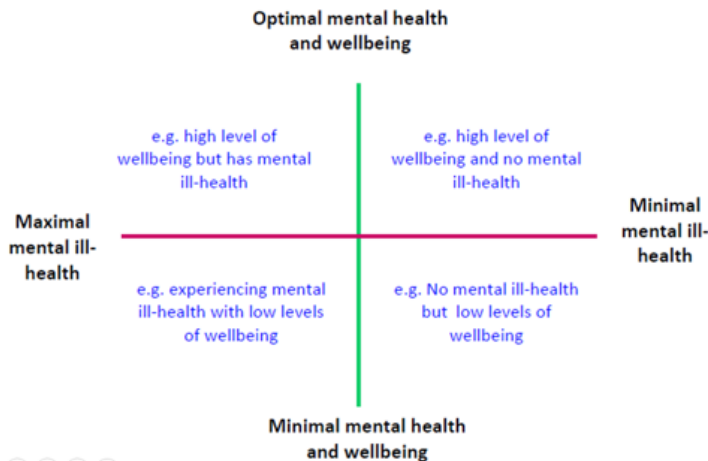 Optimal mental health
and wellbeing
e.g. high level of
wellbeing but has mental
ill-health
e.g. high level of
wellbeing and no mental
ill-health
Maximal
mental ill-
health
Minimal
mental ill-
health
e.g. experiencing mental
ill-health with low levels
of wellbeing
e.g. No mental ill-health
but low levels of
wellbeing
Minimal mental health
and wellbeing